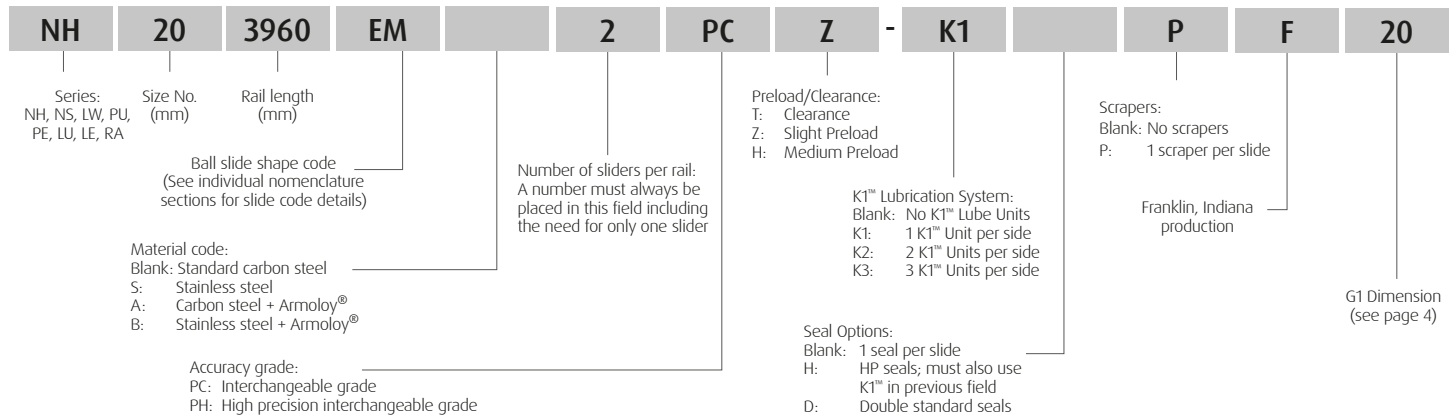 NH 20 3960 EM 2 PC Z - K1 P F 20
Series:
NH, NS, LW, PU,
PE, LU, LE, RA
Size No.
(mm)
Rail length
(mm)
Ball slide shape code
(See individual nomenclature
sections for slide code details)
Material code:
Blank: Standard carbon steel
S: Stainless steel
A: Carbon steel + Armoloy®
B: Stainless steel + Armoloy®
Accuracy grade:
PC: Interchangeable grade
PH: High precision interchangeable grade
Number of sliders per rail:
A number must always be
placed in this field including
the need for only one slider
Preload/Clearance:
T: Clearance
Z: Slight Preload
H: Medium Preload
K1™ Lubrication System:
Blank: No K1™ Lube Units
K1: 1 K1™ Unit per side
K2: 2 K1™ Units per side
K3: 3 K1™ Units per side
Seal Options:
Blank: 1 seal per slide
H: HP seals; must also use
K1™ in previous field
D: Double standard seals
Scrapers:
Blank: No scrapers
P: 1 scraper per slide
Franklin, Indiana
production
G1 Dimension
(see page 4)